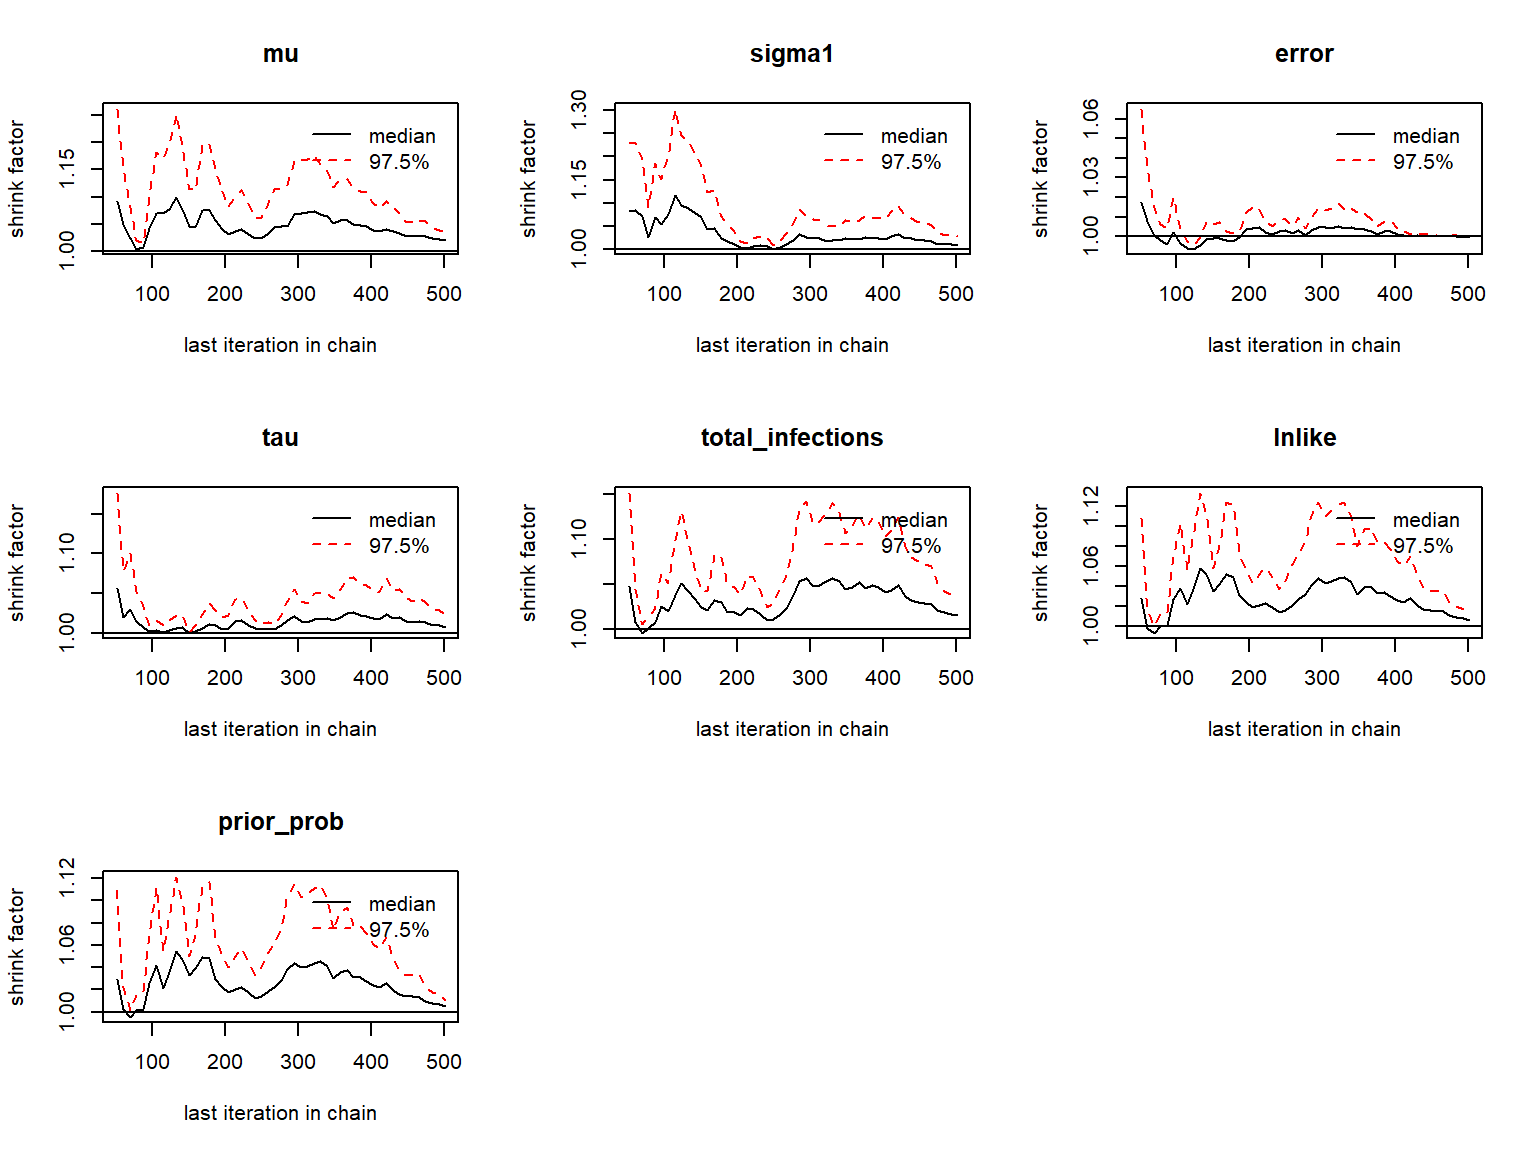 mu
shrink factor
1.00
1.15
median
97.5%
100 200 300 400 500
last iteration in chain
sigma1
shrink factor
1.00
1.15
1.30
median
97.5%
100 200 300 400 500
last iteration in chain
error
shrink factor
1.00
1.03
1.06
median
97.5%
100 200 300 400 500
last iteration in chain
tau
shrink factor
1.00
1.10
median
97.5%
100 200 300 400 500
last iteration in chain
total_infections
shrink factor
1.00
1.10
median
97.5%
100 200 300 400 500
last iteration in chain
lnlike
shrink factor
1.00
1.06
1.12
median
97.5%
100 200 300 400 500
last iteration in chain
prior_prob
shrink factor
1.00
1.06
1.12
median
97.5%
100 200 300 400 500
last iteration in chain